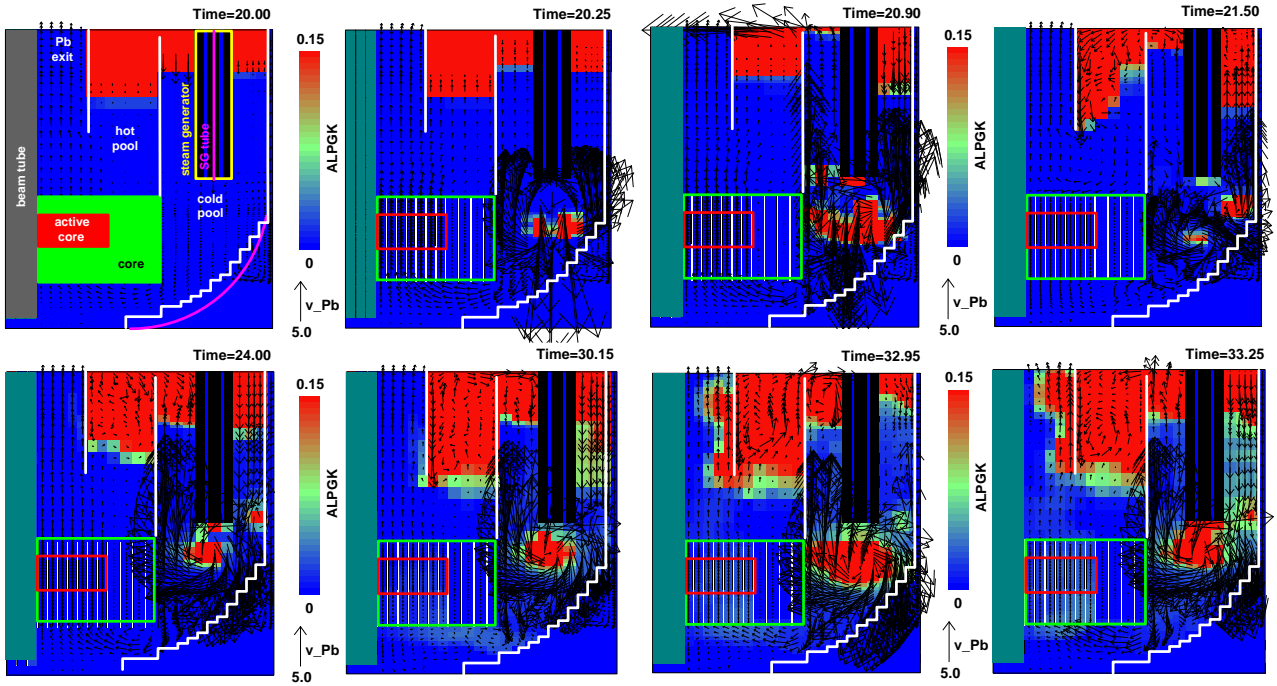 Time=20.00
Time=20.25
Time=20.90
Time=21.50
Pb
exit
hot
pool
beam tube
steam generator
SG tube
cold
pool
active
core
core
0.15
ALPGK
0
v_Pb
5.0
0.15
ALPGK
0
v_Pb
5.0
Time=24.00
Time=30.15
Time=32.95
Time=33.25
0.15
ALPGK
0
v_Pb
5.0
0.15
ALPGK
0
v_Pb
5.0